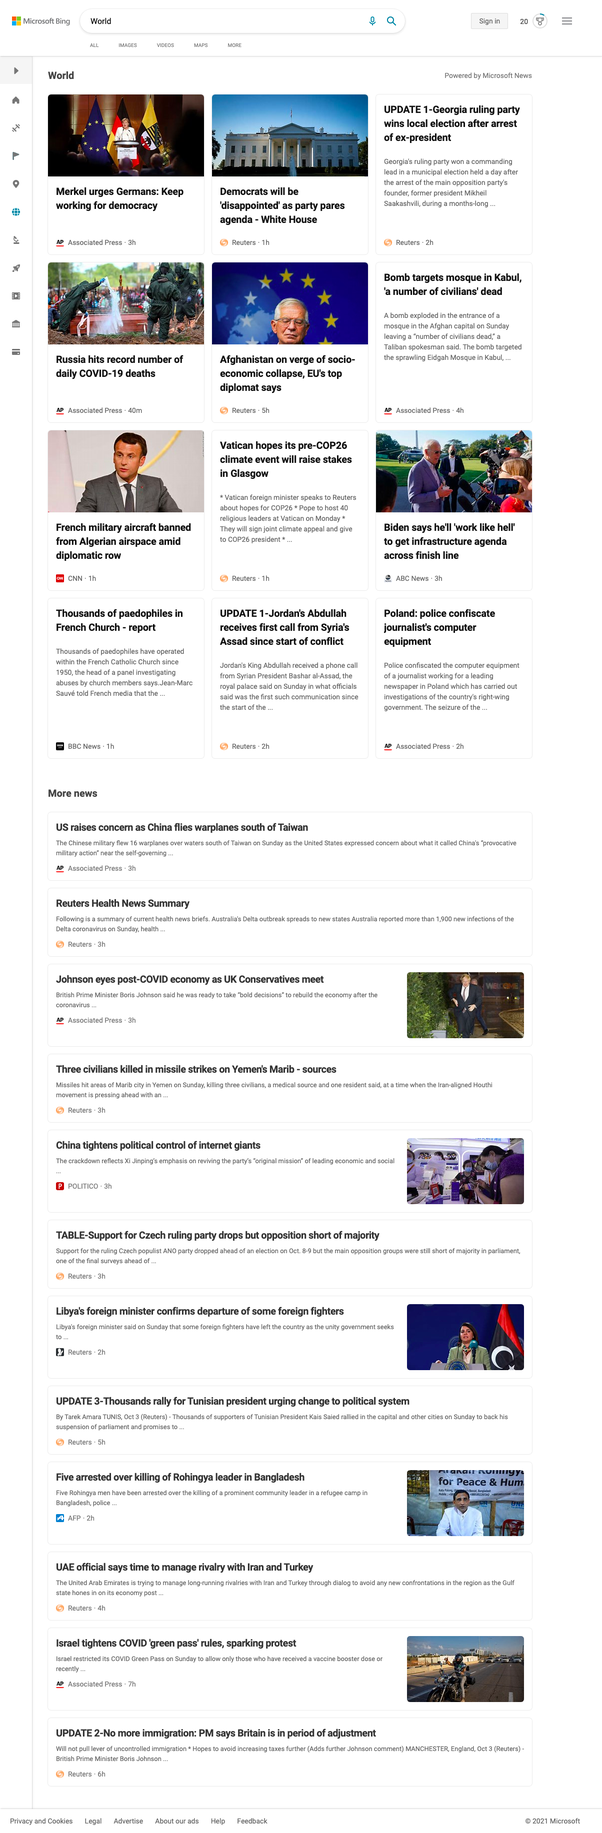 Microsoft Bing
World
Sign in
20
ALL IMAGES VIDEOS MAPS MORE
World
Powered by Microsoft News
Merkel urges Germans: Keep
working for democracy
AP Associated Press · 3h
Democrats will be
'disappointed' as party pares
agenda - White House
Reuters · 1h
UPDATE 1-Georgia ruling party
wins local election after arrest
of ex-president
Georgia's ruling party won a commanding
lead in a municipal election held a day after
the arrest of the main opposition party's
founder, former president Mikheil
Saakashvili, during a months-long ...
Reuters · 2h
Russia hits record number of
daily COVID-19 deaths
AP Associated Press · 40m
Afghanistan on verge of socio-
economic collapse, EU's top
diplomat says
Reuters · 5h
Bomb targets mosque in Kabul,
'a number of civilians' dead
A bomb exploded in the entrance of a
mosque in the Afghan capital on Sunday
leaving a "number of civilians dead," a
Taliban spokesman said. The bomb targeted
the sprawling Eidgah Mosque in Kabul, ...
AP Associated Press · 4h
French military aircraft banned
from Algerian airspace amid
diplomatic row
CNN · 1h
Vatican hopes its pre-COP26
climate event will raise stakes
in Glasgow
* Vatican foreign minister speaks to Reuters
about hopes for COP26 * Pope to host 40
religious leaders at Vatican on Monday *
They will sign joint climate appeal and give
to COP26 president * ...
Reuters · 1h
Biden says he'll 'work like hell'
to get infrastructure agenda
across finish line
ABC News · 3h
Thousands of paedophiles in
French Church - report
Thousands of paedophiles have operated
within the French Catholic Church since
1950, the head of a panel investigating
abuses by church members says.Jean-Marc
Sauvé told French media that the ...
BBC News · 1h
UPDATE 1-Jordan's Abdullah
receives first call from Syria's
Assad since start of conflict
Jordan's King Abdullah received a phone call
from Syrian President Bashar al-Assad, the
royal palace said on Sunday in what officials
said was the first such communication since
the start of the ...
Reuters · 2h
Poland: police confiscate
journalist's computer
equipment
Police confiscated the computer equipment
of a journalist working for a leading
newspaper in Poland which has carried out
investigations of the country's right-wing
government. The seizure of the ...
AP Associated Press · 2h
More news
US raises concern as China flies warplanes south of Taiwan
The Chinese military flew 16 warplanes over waters south of Taiwan on Sunday as the United States expressed concern about what it called China's "provocative
military action" near the self-governing ...
AP Associated Press · 3h
Reuters Health News Summary
Following is a summary of current health news briefs. Australia's Delta outbreak spreads to new states Australia reported more than 1,900 new infections of the
Delta coronavirus on Sunday, health ...
Reuters · 3h
Johnson eyes post-COVID economy as UK Conservatives meet
British Prime Minister Boris Johnson said he was ready to take "bold decisions" to rebuild the economy after the
coronavirus ...
AP Associated Press · 3h
Three civilians killed in missile strikes on Yemen's Marib - sources
Missiles hit areas of Marib city in Yemen on Sunday, killing three civilians, a medical source and one resident said, at a time when the Iran-aligned Houthi
movement is pressing ahead with an ...
Reuters · 3h
China tightens political control of internet giants
The crackdown reflects Xi Jinping's emphasis on reviving the party's "original mission" of leading economic and social
...
POLITICO · 3h
TABLE-Support for Czech ruling party drops but opposition short of majority
Support for the ruling Czech populist ANO party dropped ahead of an election on Oct. 8-9 but the main opposition groups were still short of majority in parliament,
one of the final surveys ahead of ...
Reuters · 3h
Libya's foreign minister confirms departure of some foreign fighters
Libya's foreign minister said on Sunday that some foreign fighters have left the country as the unity government seeks
to ...
Reuters · 2h
UPDATE 3-Thousands rally for Tunisian president urging change to political system
By Tarek Amara TUNIS, Oct 3 (Reuters) - Thousands of supporters of Tunisian President Kais Saied rallied in the capital and other cities on Sunday to back his
suspension of parliament and promises to ...
Reuters · 5h
Five arrested over killing of Rohingya leader in Bangladesh
Five Rohingya men have been arrested over the killing of a prominent community leader in a refugee camp in
Bangladesh, police ...
AFP · 2h
Arakan Rohingya
for Peace & Hum
UAE official says time to manage rivalry with Iran and Turkey
The United Arab Emirates is trying to manage long-running rivalries with Iran and Turkey through dialog to avoid any new confrontations in the region as the Gulf
state hones in on its economy post ...
Reuters · 4h
Israel tightens COVID 'green pass' rules, sparking protest
Israel restricted its COVID Green Pass on Sunday to allow only those who have received a vaccine booster dose or
recently ...
AP Associated Press · 7h
UPDATE 2-No more immigration: PM says Britain is in period of adjustment
Will not pull lever of uncontrolled immigration * Hopes to avoid increasing taxes further (Adds further Johnson comment) MANCHESTER, England, Oct 3 (Reuters) -
British Prime Minister Boris Johnson ...
Reuters · 6h
Privacy and Cookies Legal Advertise About our ads Help Feedback
© 2021 Microsoft